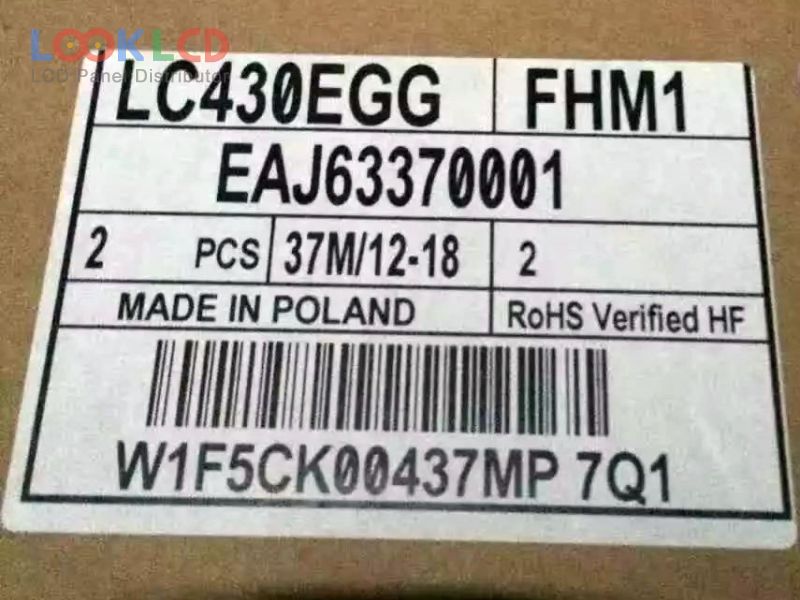 LOOKLCD
LCD Panel Distributor
LC430EGG FHM1
EAJ63370001
2 PCS 37M/12-18 2
MADE IN POLAND RoHS Verified HF
W1F5CK00437MP 7Q1